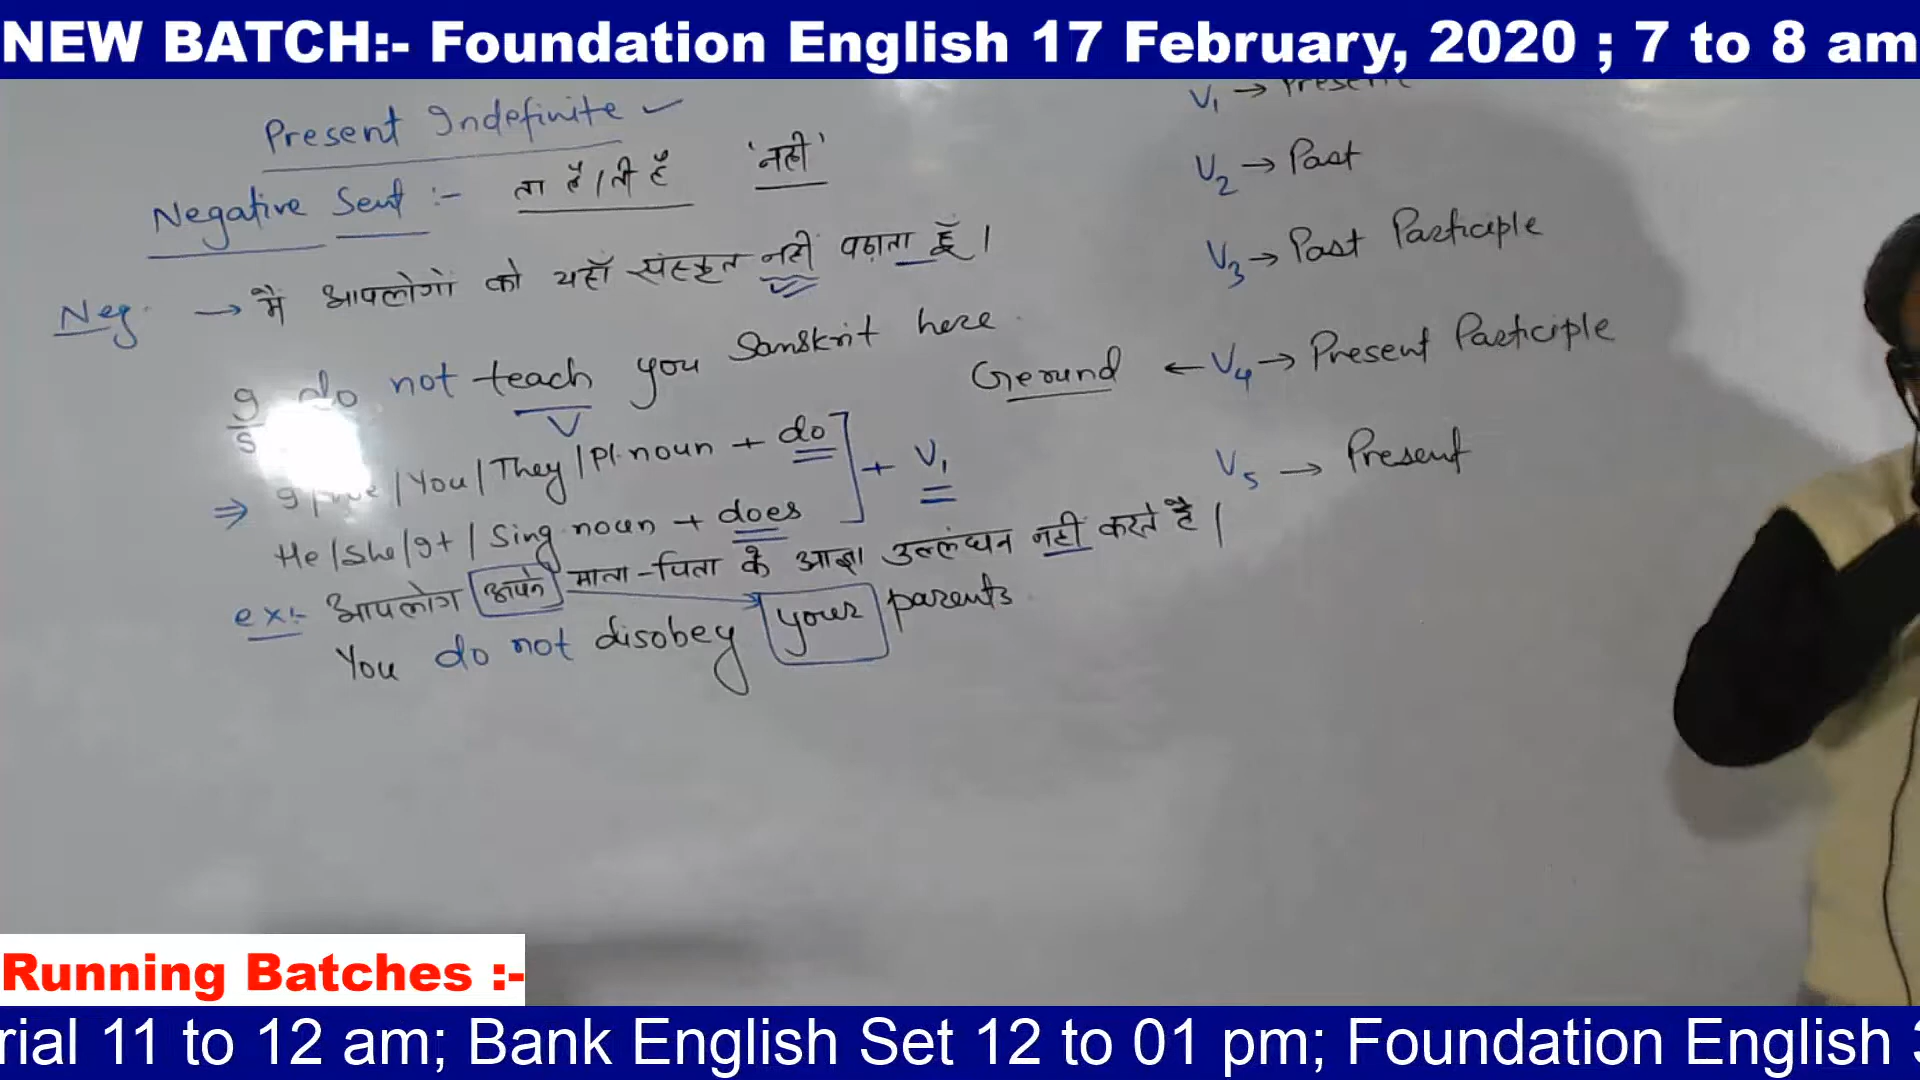 NEW BATCH:- Foundation English 17 February, 2020 ; 7 to 8 am
Present Indefinite ✓
Negative Sent :- ता है / ती है 'नही'
Neg. → मैं आपलोगों को यहाँ संस्कृत नहीं पढ़ाता हूँ।
I do not teach you Sanskrit here
S V
⇒ I / we / You / They / Pl. noun + do
He / She / It / Sing. noun + does ] + V1
ex:- आपलोग अपने माता-पिता के आज्ञा उल्लंघन नहीं करते है।
You do not disobey your parents
V1 → Present
V2 → Past
V3 → Past Participle
Gerund ← V4 → Present Participle
V5 → Present
Running Batches :-
11 to 12 am; Bank English Set 12 to 01 pm; Foundation English